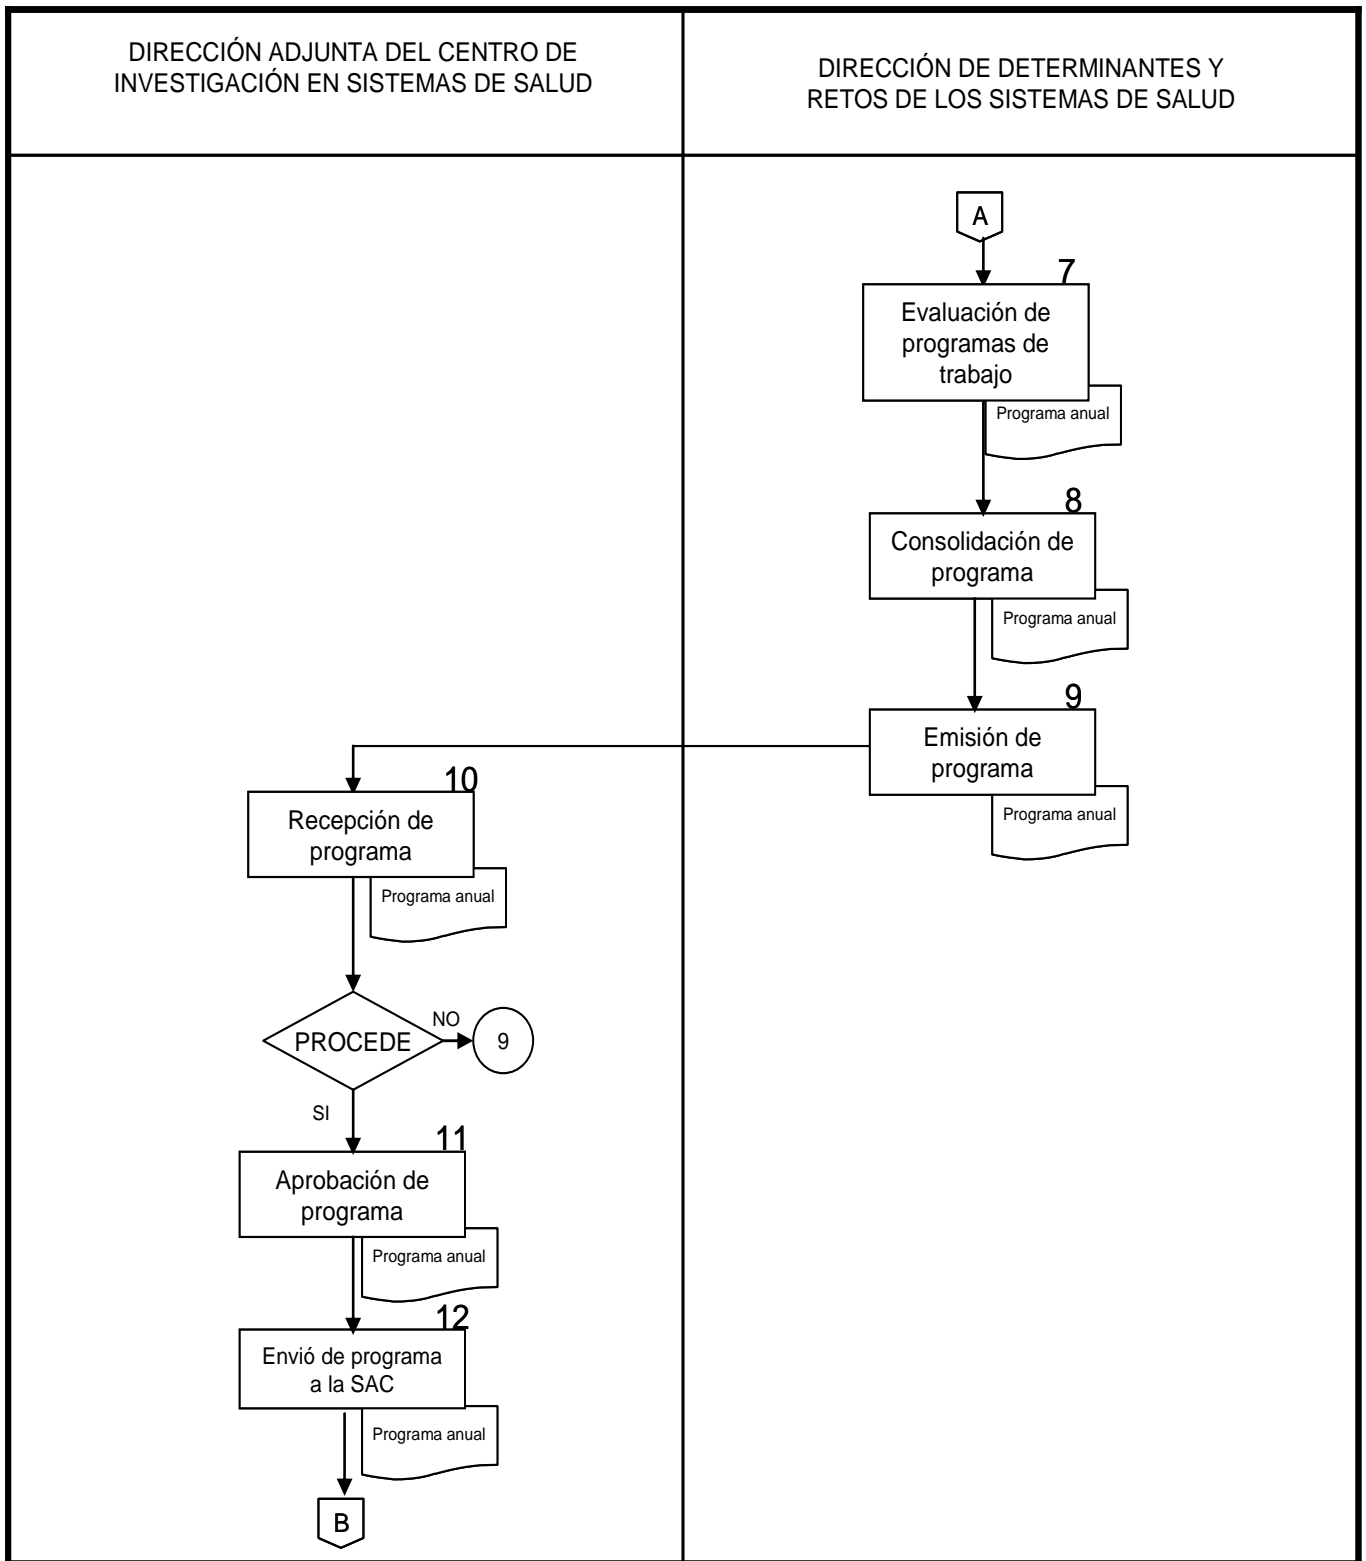 DIRECCIÓN ADJUNTA DEL CENTRO DE
INVESTIGACIÓN EN SISTEMAS DE SALUD
DIRECCIÓN DE DETERMINANTES Y
RETOS DE LOS SISTEMAS DE SALUD
A
7
Evaluación de
programas de
trabajo
Programa anual
8
Consolidación de
programa
Programa anual
9
Emisión de
programa
Programa anual
10
Recepción de
programa
Programa anual
PROCEDE
NO
9
SI
11
Aprobación de
programa
Programa anual
12
Envió de programa
a la SAC
Programa anual
B